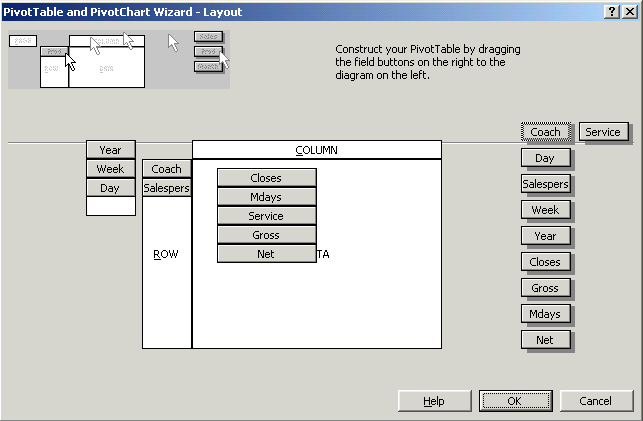 PivotTable and PivotChart Wizard - Layout
Construct your PivotTable by dragging
the field buttons on the right to the
diagram on the left.
Coach Service
Year COLUMN Day
Week Coach Closes Salespers
Day Salespers Mdays Week
Service Year
Gross Closes
ROW Net TA Gross
Mdays
Net
Help OK Cancel